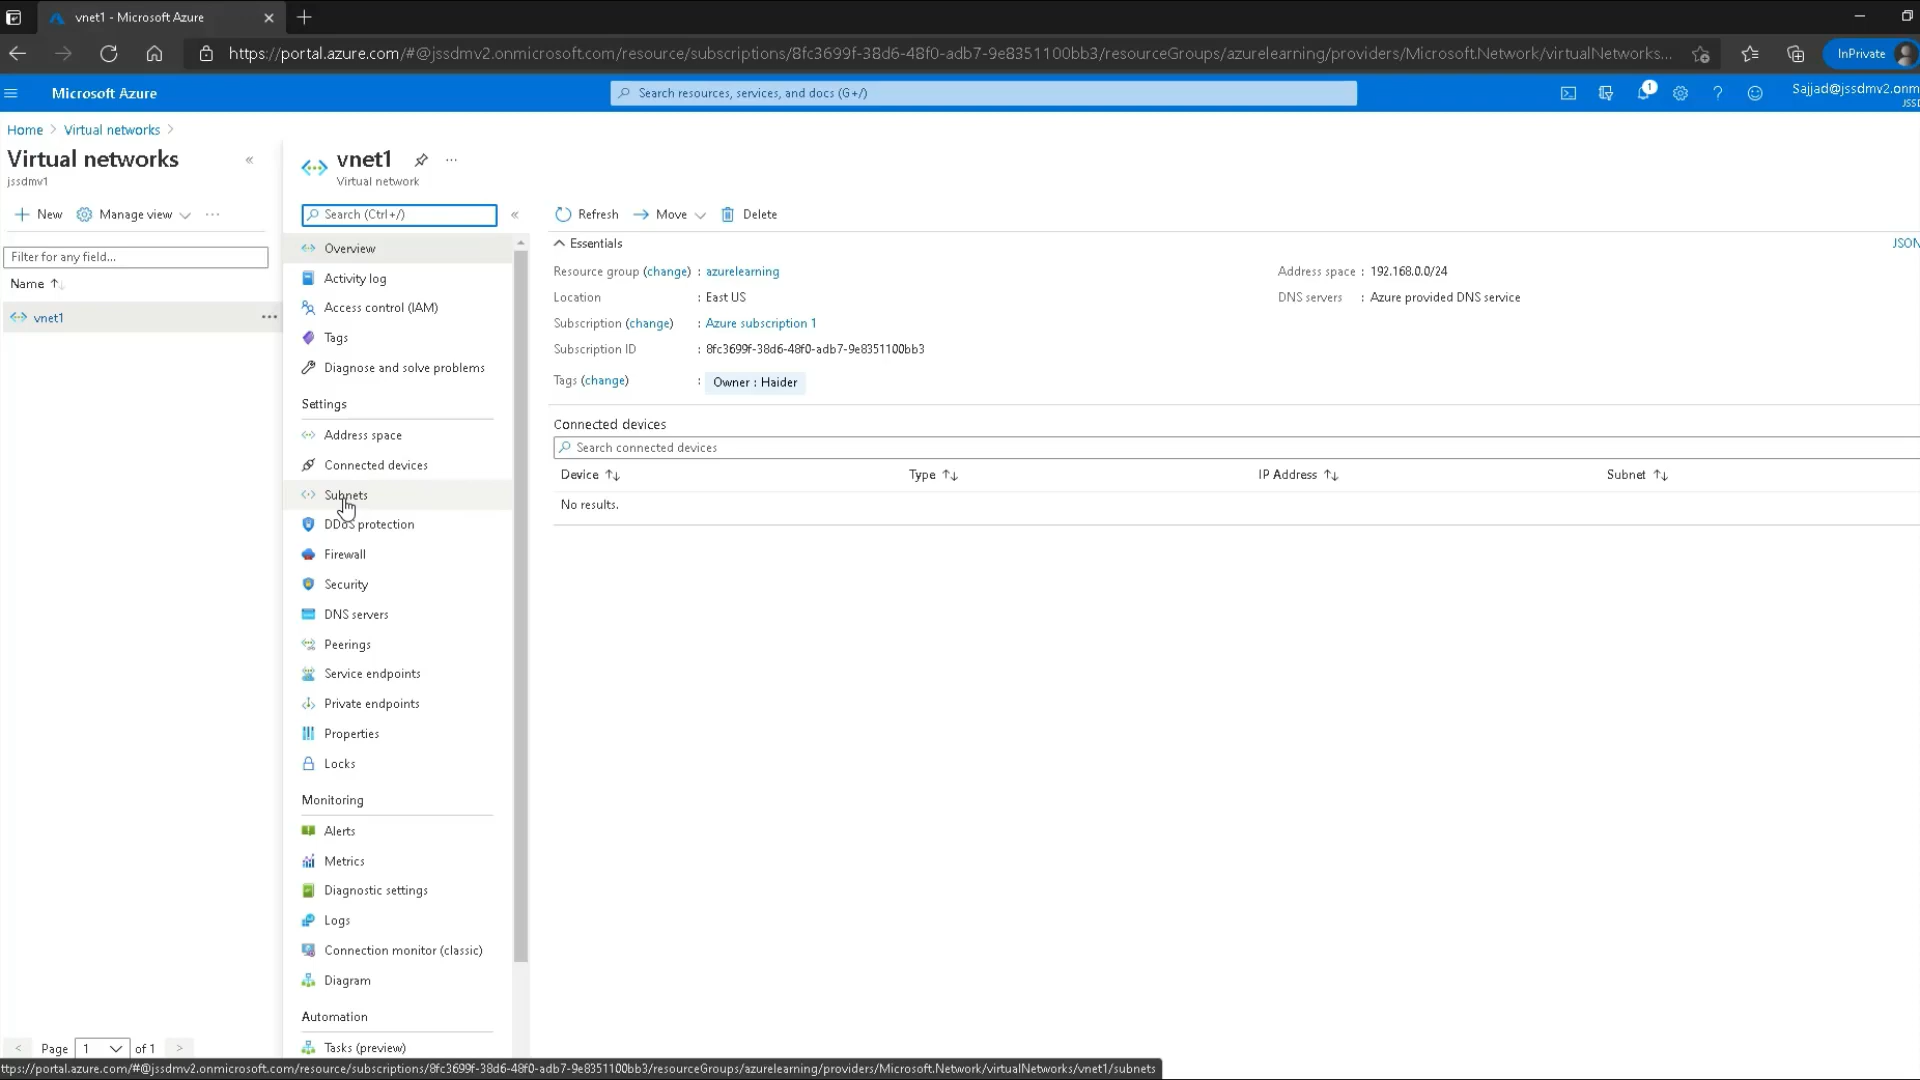 vnet1 - Microsoft Azure
https://portal.azure.com/#@jssdmv2.onmicrosoft.com/resource/subscriptions/8fc3699f-38d6-48f0-adb7-9e8351100bb3/resourceGroups/azurelearning/providers/Microsoft.Network/virtualNetworks...
InPrivate
Microsoft Azure
Search resources, services, and docs (G+/)
1
Sajjad@jssdmv2.onm
JSSD
Home > Virtual networks >
Virtual networks
jssdmv1
New
Manage view
Filter for any field...
Name
vnet1
Page 1 of 1
vnet1
Virtual network
Search (Ctrl+/)
Overview
Activity log
Access control (IAM)
Tags
Diagnose and solve problems
Settings
Address space
Connected devices
Subnets
DDoS protection
Firewall
Security
DNS servers
Peerings
Service endpoints
Private endpoints
Properties
Locks
Monitoring
Alerts
Metrics
Diagnostic settings
Logs
Connection monitor (classic)
Diagram
Automation
Tasks (preview)
Refresh
Move
Delete
Essentials
JSON
Resource group (change) : azurelearning
Location : East US
Subscription (change) : Azure subscription 1
Subscription ID : 8fc3699f-38d6-48f0-adb7-9e8351100bb3
Tags (change) : Owner : Haider
Address space : 192.168.0.0/24
DNS servers : Azure provided DNS service
Connected devices
Search connected devices
Device Type IP Address Subnet
No results.
ttps://portal.azure.com/#@jssdmv2.onmicrosoft.com/resource/subscriptions/8fc3699f-38d6-48f0-adb7-9e8351100bb3/resourceGroups/azurelearning/providers/Microsoft.Network/virtualNetworks/vnet1/subnets